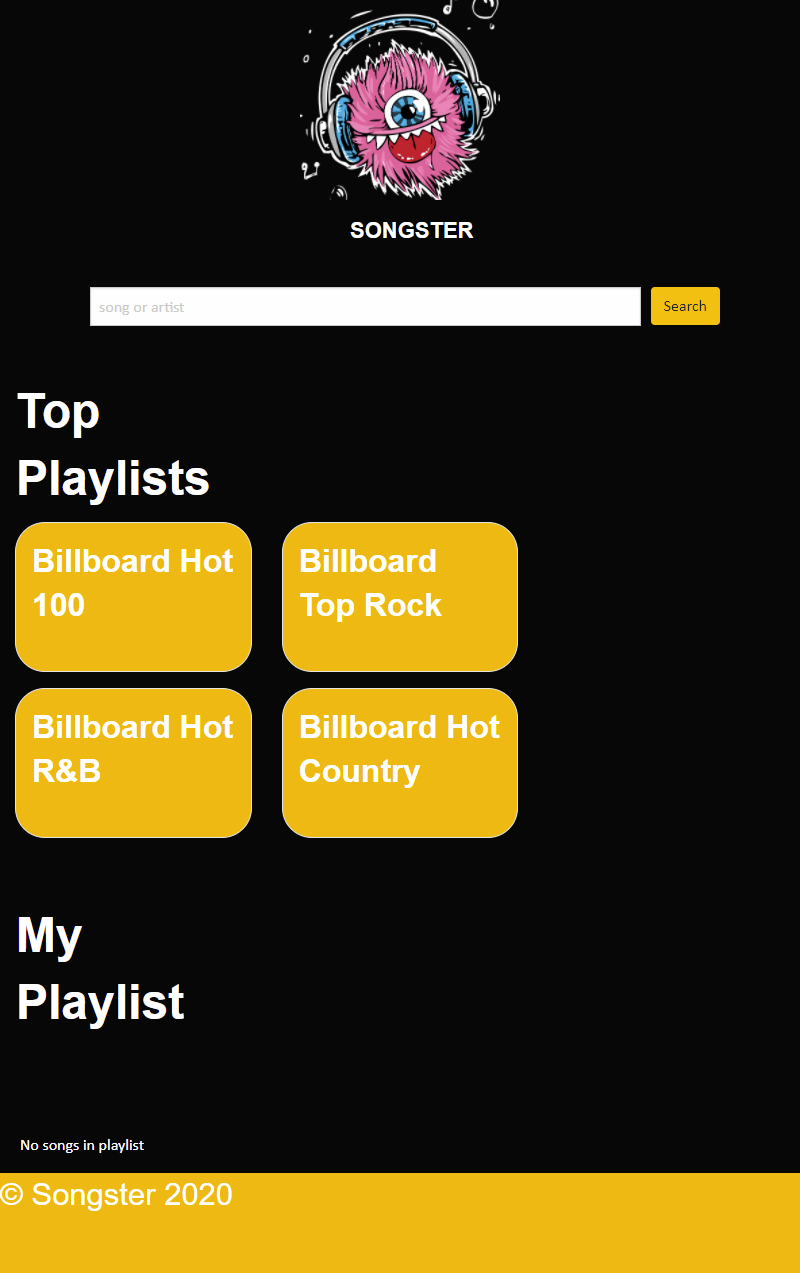 SONGSTER
song or artist
Search
Top
Playlists
Billboard Hot
100
Billboard
Top Rock
Billboard Hot
R&B
Billboard Hot
Country
My
Playlist
No songs in playlist
© Songster 2020